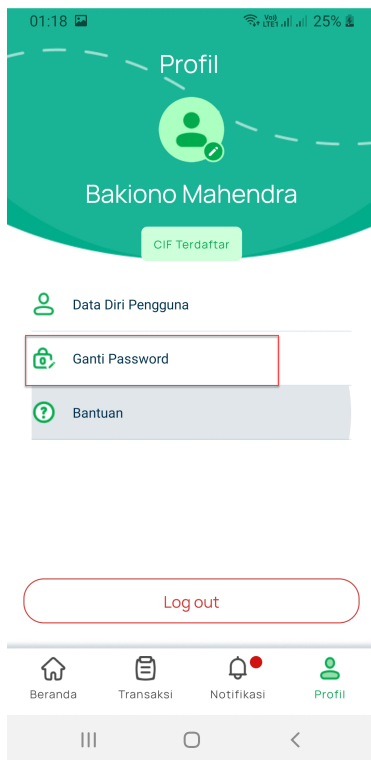 01:18 25%
Profil
Bakiono Mahendra
CIF Terdaftar
Data Diri Pengguna
Ganti Password
Bantuan
Log out
Beranda Transaksi Notifikasi Profil